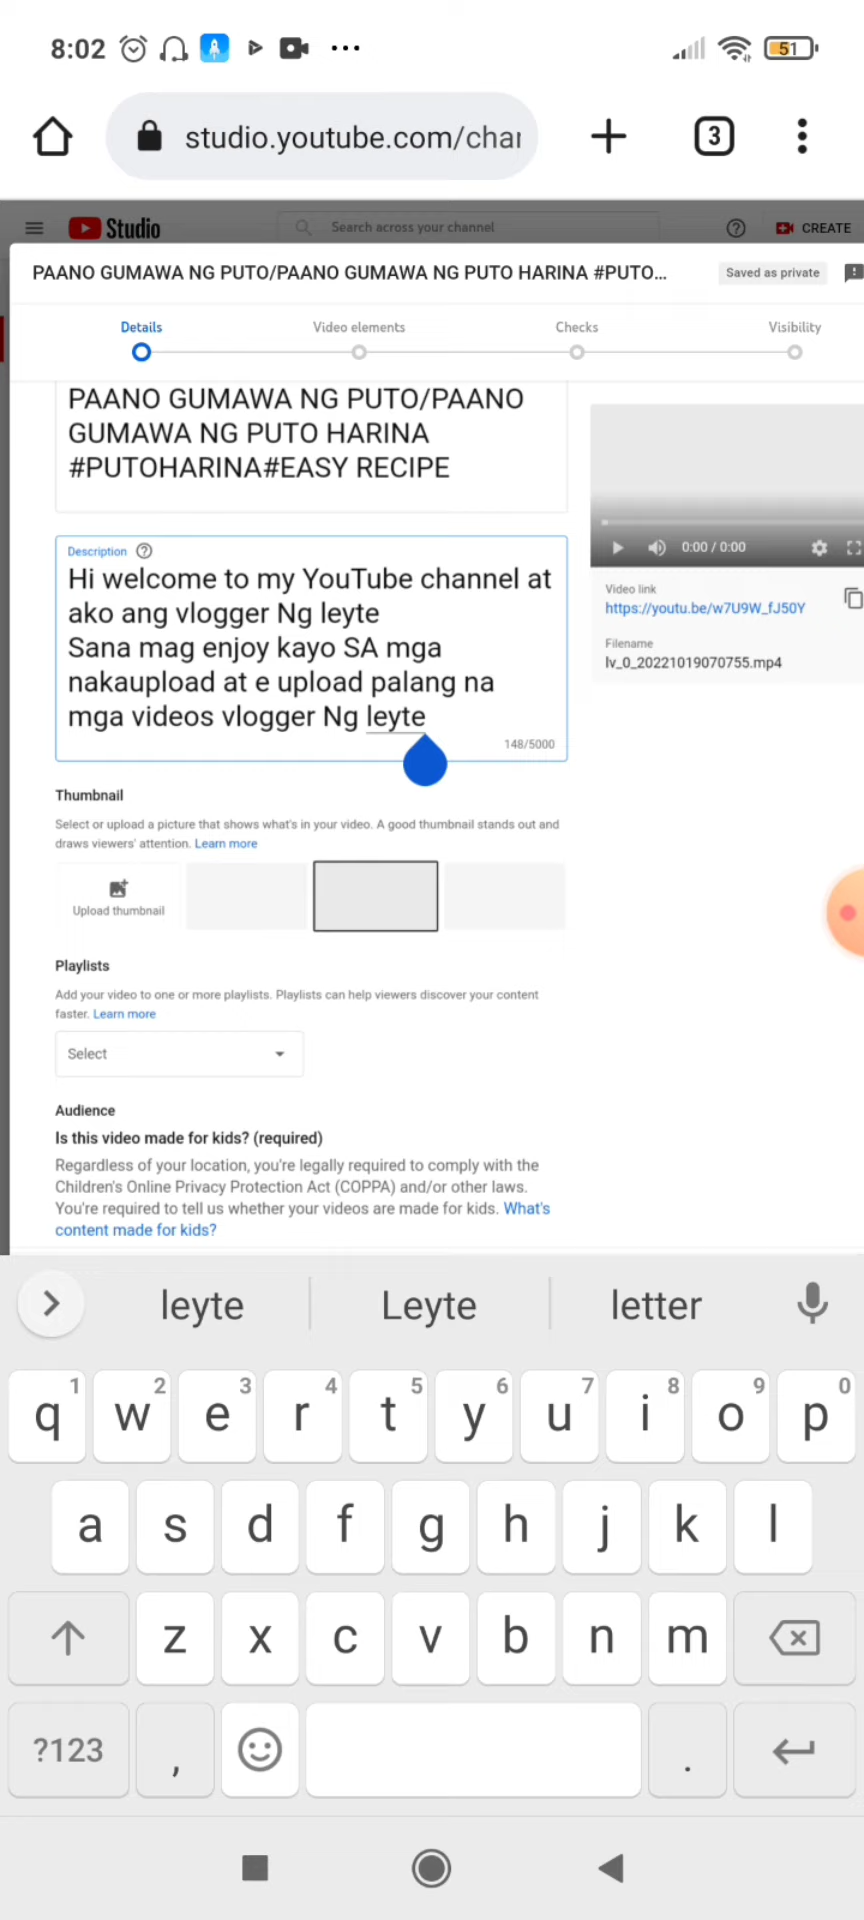 8:02
51
studio.youtube.com/char
3
Studio
Search across your channel
CREATE
PAANO GUMAWA NG PUTO/PAANO GUMAWA NG PUTO HARINA #PUTO...
Saved as private
Details
Video elements
Checks
Visibility
PAANO GUMAWA NG PUTO/PAANO
GUMAWA NG PUTO HARINA
#PUTOHARINA#EASY RECIPE
Description
Hi welcome to my YouTube channel at
ako ang vlogger Ng leyte
Sana mag enjoy kayo SA mga
nakaupload at e upload palang na
mga videos vlogger Ng leyte
148/5000
0:00 / 0:00
Video link
https://youtu.be/w7U9W_fJ50Y
Filename
lv_0_20221019070755.mp4
Thumbnail
Select or upload a picture that shows what's in your video. A good thumbnail stands out and
draws viewers' attention. Learn more
Upload thumbnail
Playlists
Add your video to one or more playlists. Playlists can help viewers discover your content
faster. Learn more
Select
Audience
Is this video made for kids? (required)
Regardless of your location, you're legally required to comply with the
Children's Online Privacy Protection Act (COPPA) and/or other laws.
You're required to tell us whether your videos are made for kids. What's
content made for kids?
leyte Leyte letter
q 1 w 2 e 3 r 4 t 5 y 6 u 7 i 8 o 9 p 0
a s d f g h j k l
z x c v b n m
?123 , .